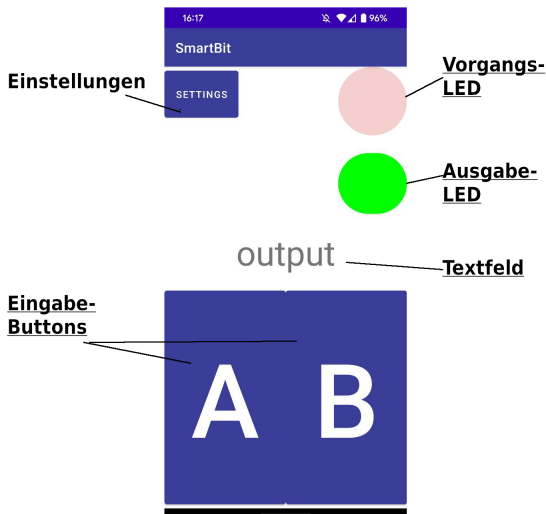 16:17
96%
SmartBit
Einstellungen
SETTINGS
Vorgangs-
LED
Ausgabe-
LED
output
Textfeld
Eingabe-
Buttons
A B